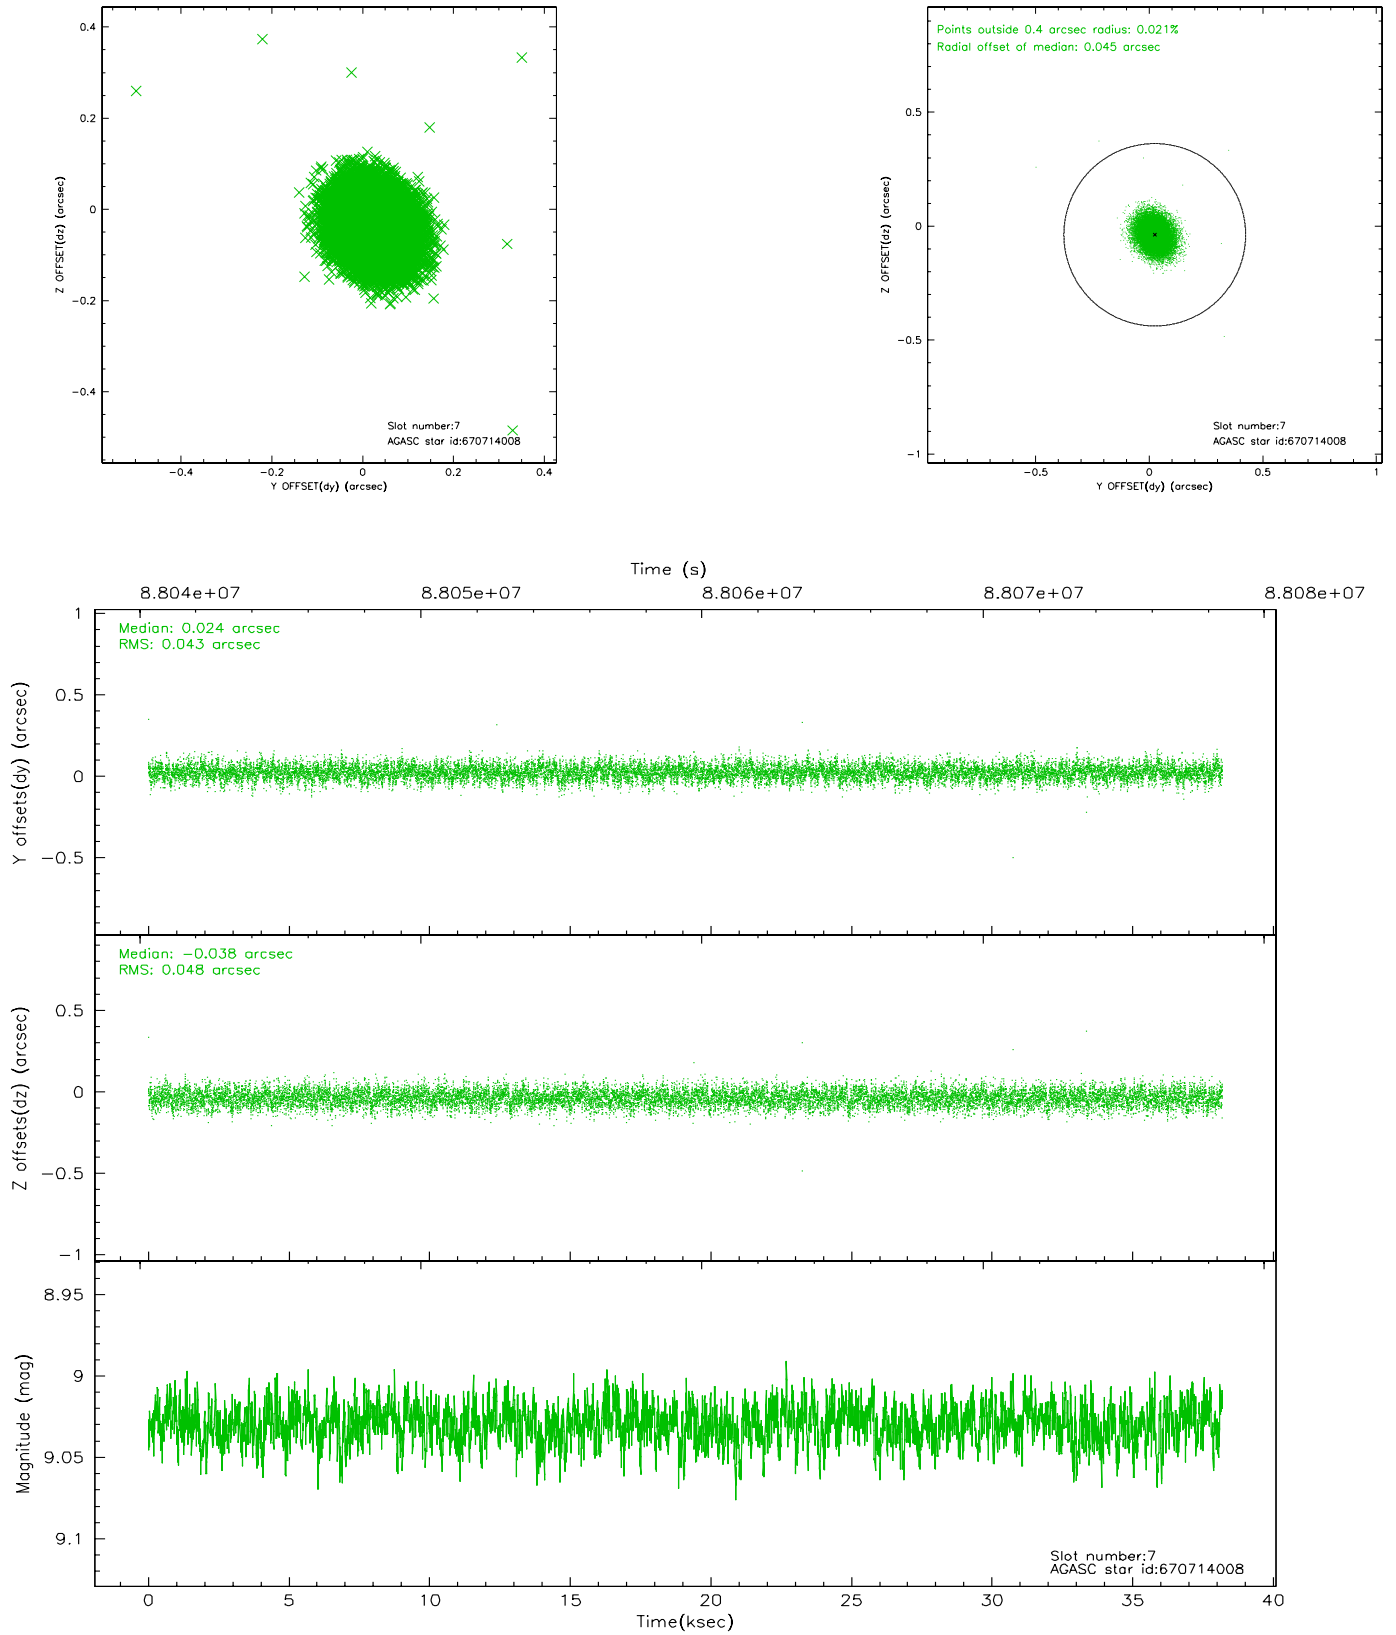 0.4
0.2
0
−0.2
−0.4
Z OFFSET(dz) (arcsec)
Slot number:7
AGASC star id:670714008
−0.4
−0.2
0
0.2
0.4
Y OFFSET(dy) (arcsec)
Points outside 0.4 arcsec radius: 0.021%
Radial offset of median: 0.045 arcsec
0.5
0
−0.5
−1
Z OFFSET(dz) (arcsec)
Slot number:7
AGASC star id:670714008
−0.5
0
0.5
1
Y OFFSET(dy) (arcsec)
Time (s)
8.804e+07
8.805e+07
8.806e+07
8.807e+07
8.808e+07
Median: 0.024 arcsec
RMS: 0.043 arcsec
1
0.5
0
−0.5
Y offsets(dy) (arcsec)
Median: −0.038 arcsec
RMS: 0.048 arcsec
0.5
0
−0.5
−1
Z offsets(dz) (arcsec)
8.95
9
9.05
9.1
Magnitude (mag)
Slot number:7
AGASC star id:670714008
0
5
10
15
20
25
30
35
40
Time(ksec)